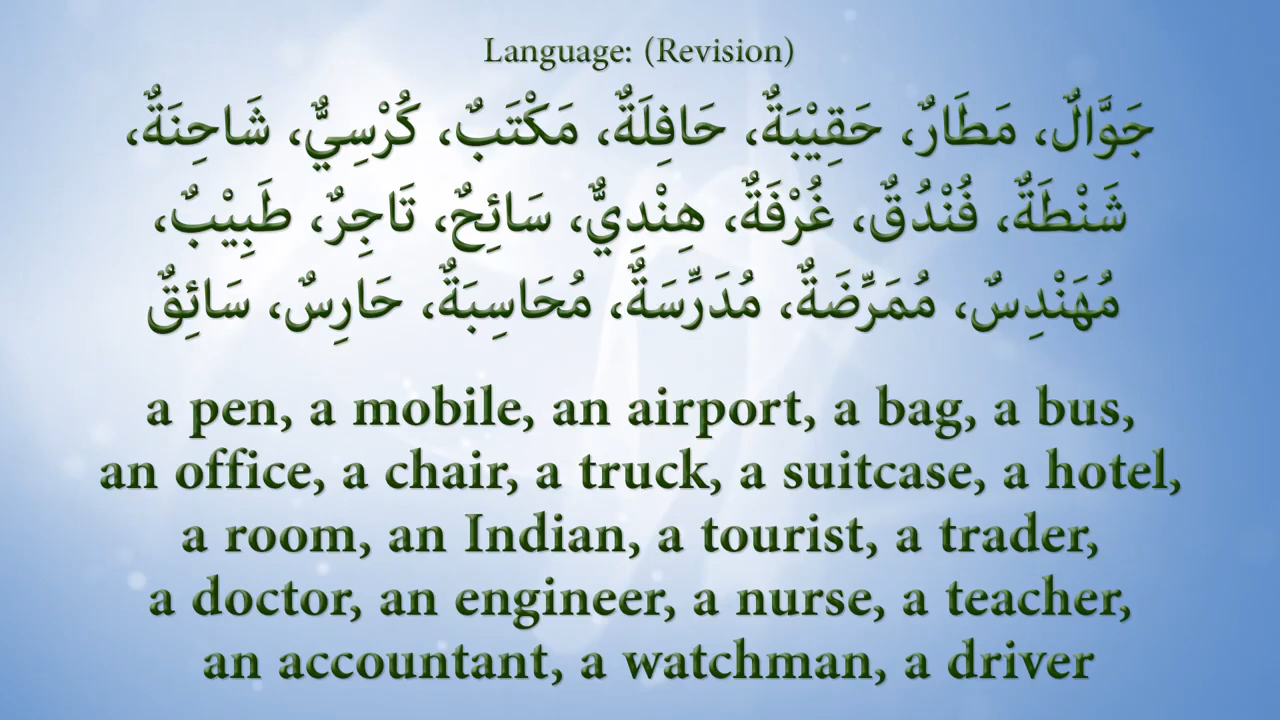 Language: (Revision)
جَوَّالٌ، مَطَارٌ، حَقِيْبَةٌ، حَافِلَةٌ، مَكْتَبٌ، كُرْسِيٌّ، شَاحِنَةٌ،
شَنْطَةٌ، فُنْدُقٌ، غُرْفَةٌ، هِنْدِيٌّ، سَائِحٌ، تَاجِرٌ، طَبِيْبٌ،
مُهَنْدِسٌ، مُمَرِّضَةٌ، مُدَرِّسَةٌ، مُحَاسِبَةٌ، حَارِسٌ، سَائِقٌ
a pen, a mobile, an airport, a bag, a bus,
an office, a chair, a truck, a suitcase, a hotel,
a room, an Indian, a tourist, a trader,
a doctor, an engineer, a nurse, a teacher,
an accountant, a watchman, a driver